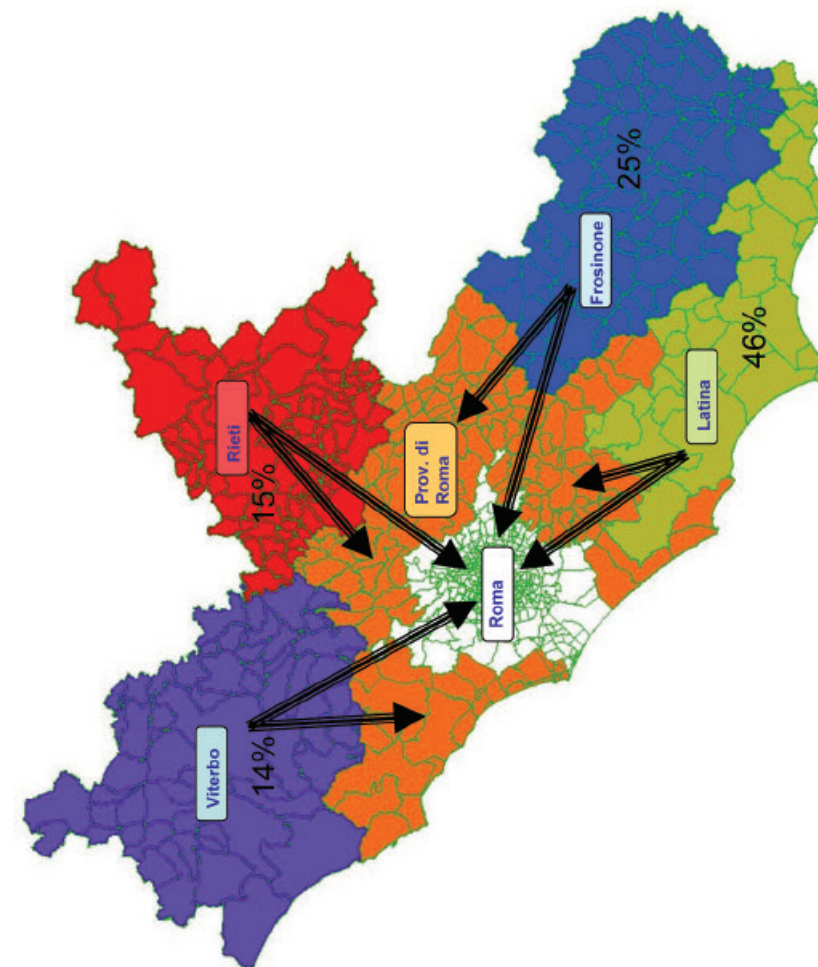 Viterbo
14%
Rieti
15%
Prov. di
Roma
Roma
Frosinone
25%
Latina
46%